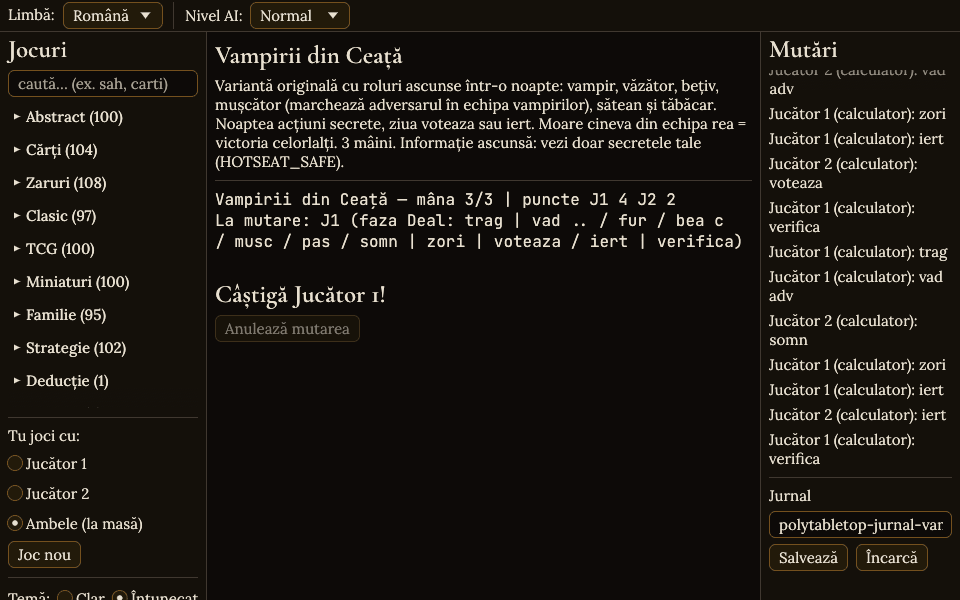 Limbă: Română ▼ Nivel AI: Normal ▼
Jocuri
caută... (ex. sah, carti)
▸ Abstract (100)
▸ Cărți (104)
▸ Zaruri (108)
▸ Clasic (97)
▸ TCG (100)
▸ Miniaturi (100)
▸ Familie (95)
▸ Strategie (102)
▸ Deducție (1)
Tu joci cu:
Jucător 1
Jucător 2
Ambele (la masă)
Joc nou
Temă: Clar Întunecat
Vampirii din Ceață
Variantă originală cu roluri ascunse într-o noapte: vampir, văzător, bețiv,
mușcător (marchează adversarul în echipa vampirilor), sătean și tăbăcar.
Noaptea acțiuni secrete, ziua voteaza sau iert. Moare cineva din echipa rea =
victoria celorlalți. 3 mâini. Informație ascunsă: vezi doar secretele tale
(HOTSEAT_SAFE).
Vampirii din Ceață — mâna 3/3 | puncte J1 4 J2 2
La mutare: J1 (faza Deal: trag | vad .. / fur / bea c
/ musc / pas / somn | zori | voteaza / iert | verifica)
Câștigă Jucător 1!
Anulează mutarea
Mutări
Jucător 2 (calculator): vad
adv
Jucător 1 (calculator): zori
Jucător 1 (calculator): iert
Jucător 2 (calculator):
voteaza
Jucător 1 (calculator):
verifica
Jucător 1 (calculator): trag
Jucător 1 (calculator): vad
adv
Jucător 2 (calculator):
somn
Jucător 1 (calculator): zori
Jucător 1 (calculator): iert
Jucător 2 (calculator): iert
Jucător 1 (calculator):
verifica
Jurnal
polytabletop-jurnal-var
Salvează Încarcă